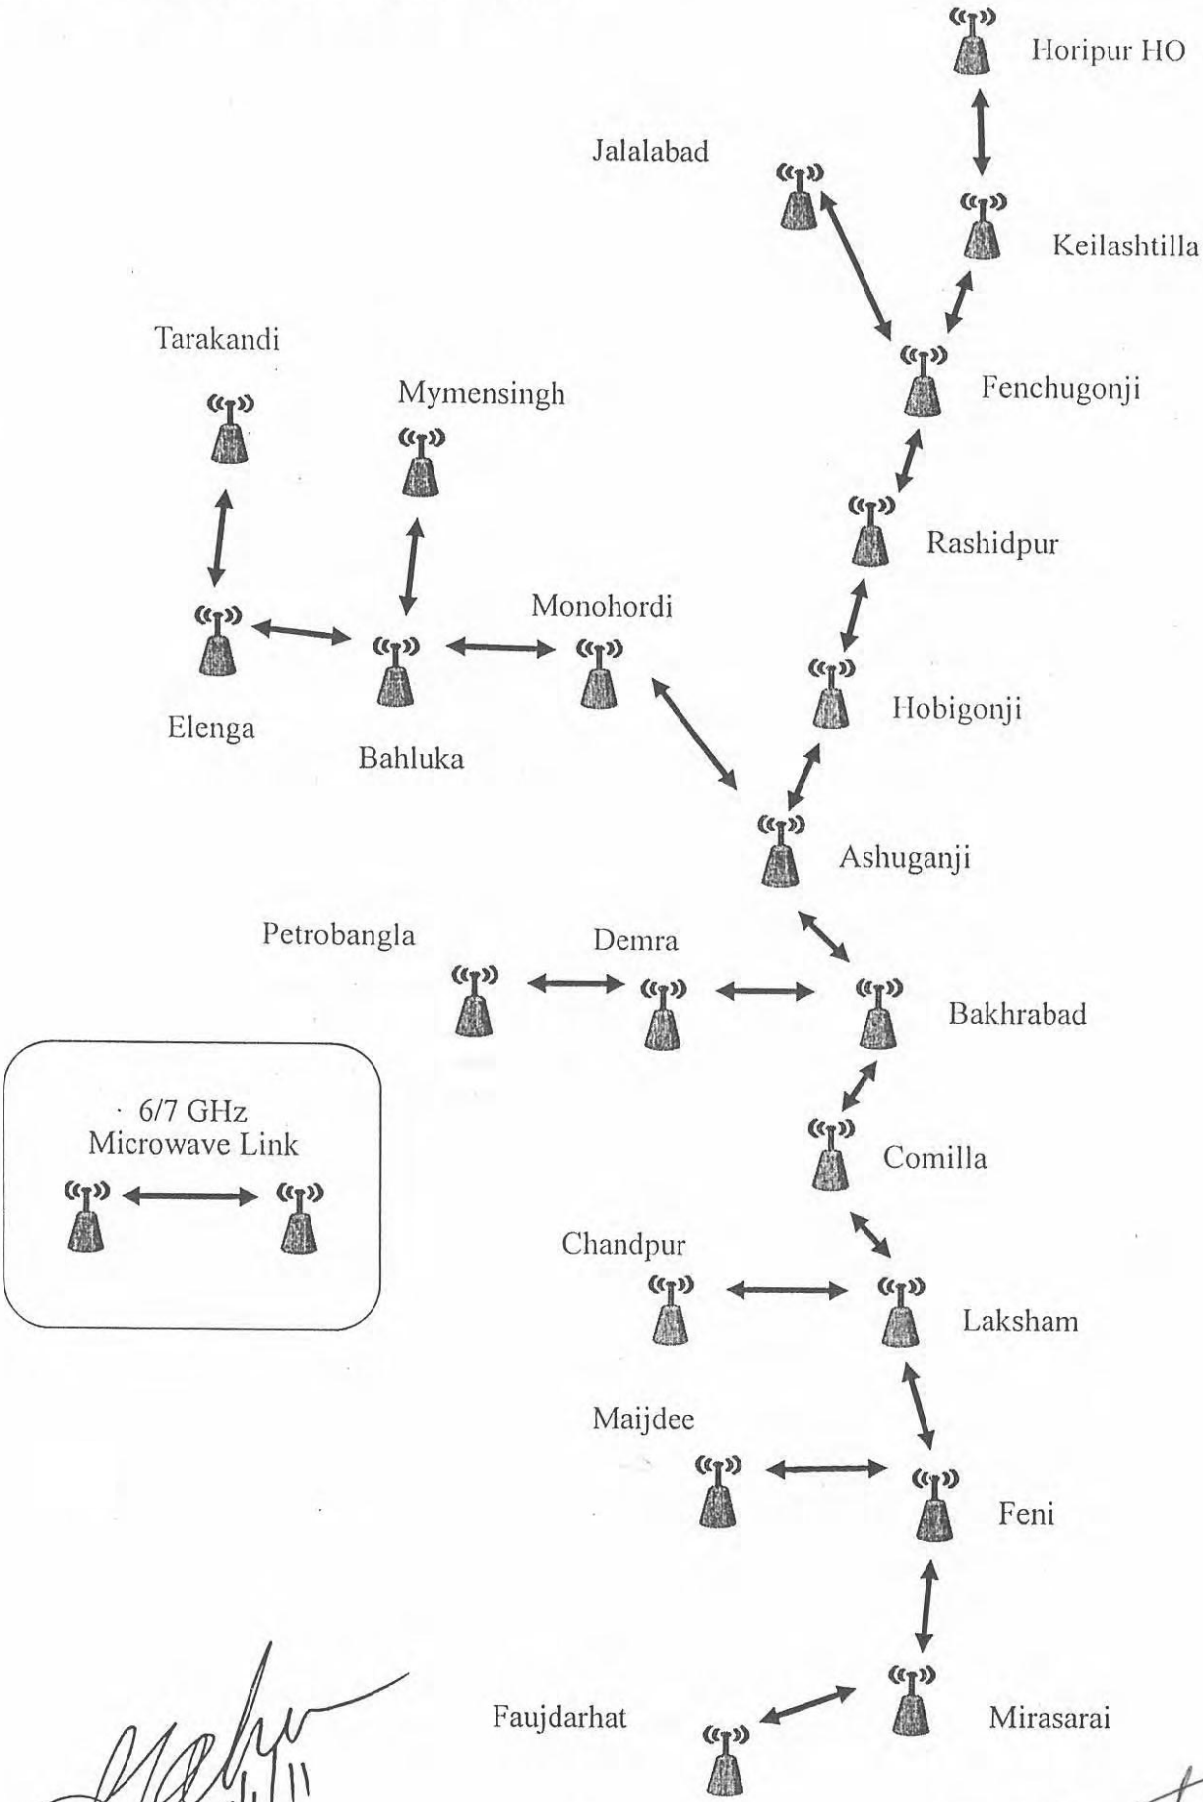 Horipur HO
Jalalabad
Keilashtilla
Tarakandi
Mymensingh
Fenchugonji
Rashidpur
Monohordi
Hobigonji
Elenga
Bahluka
Ashuganji
Petrobangla
Demra
Bakhrabad
6/7 GHz
Microwave Link
Comilla
Chandpur
Laksham
Maijdee
Feni
Faujdarhat
Mirasarai